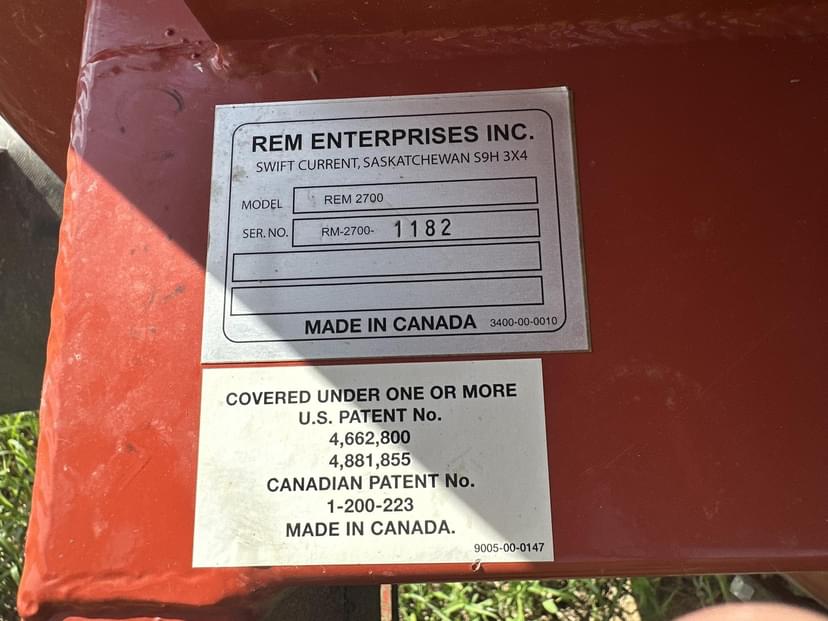 REM ENTERPRISES INC.
SWIFT CURRENT, SASKATCHEWAN S9H 3X4
MODEL REM 2700
SER. NO. RM-2700- 1182
MADE IN CANADA 3400-00-0010
COVERED UNDER ONE OR MORE
U.S. PATENT No.
4,662,800
4,881,855
CANADIAN PATENT No.
1-200-223
MADE IN CANADA.
9005-00-0147